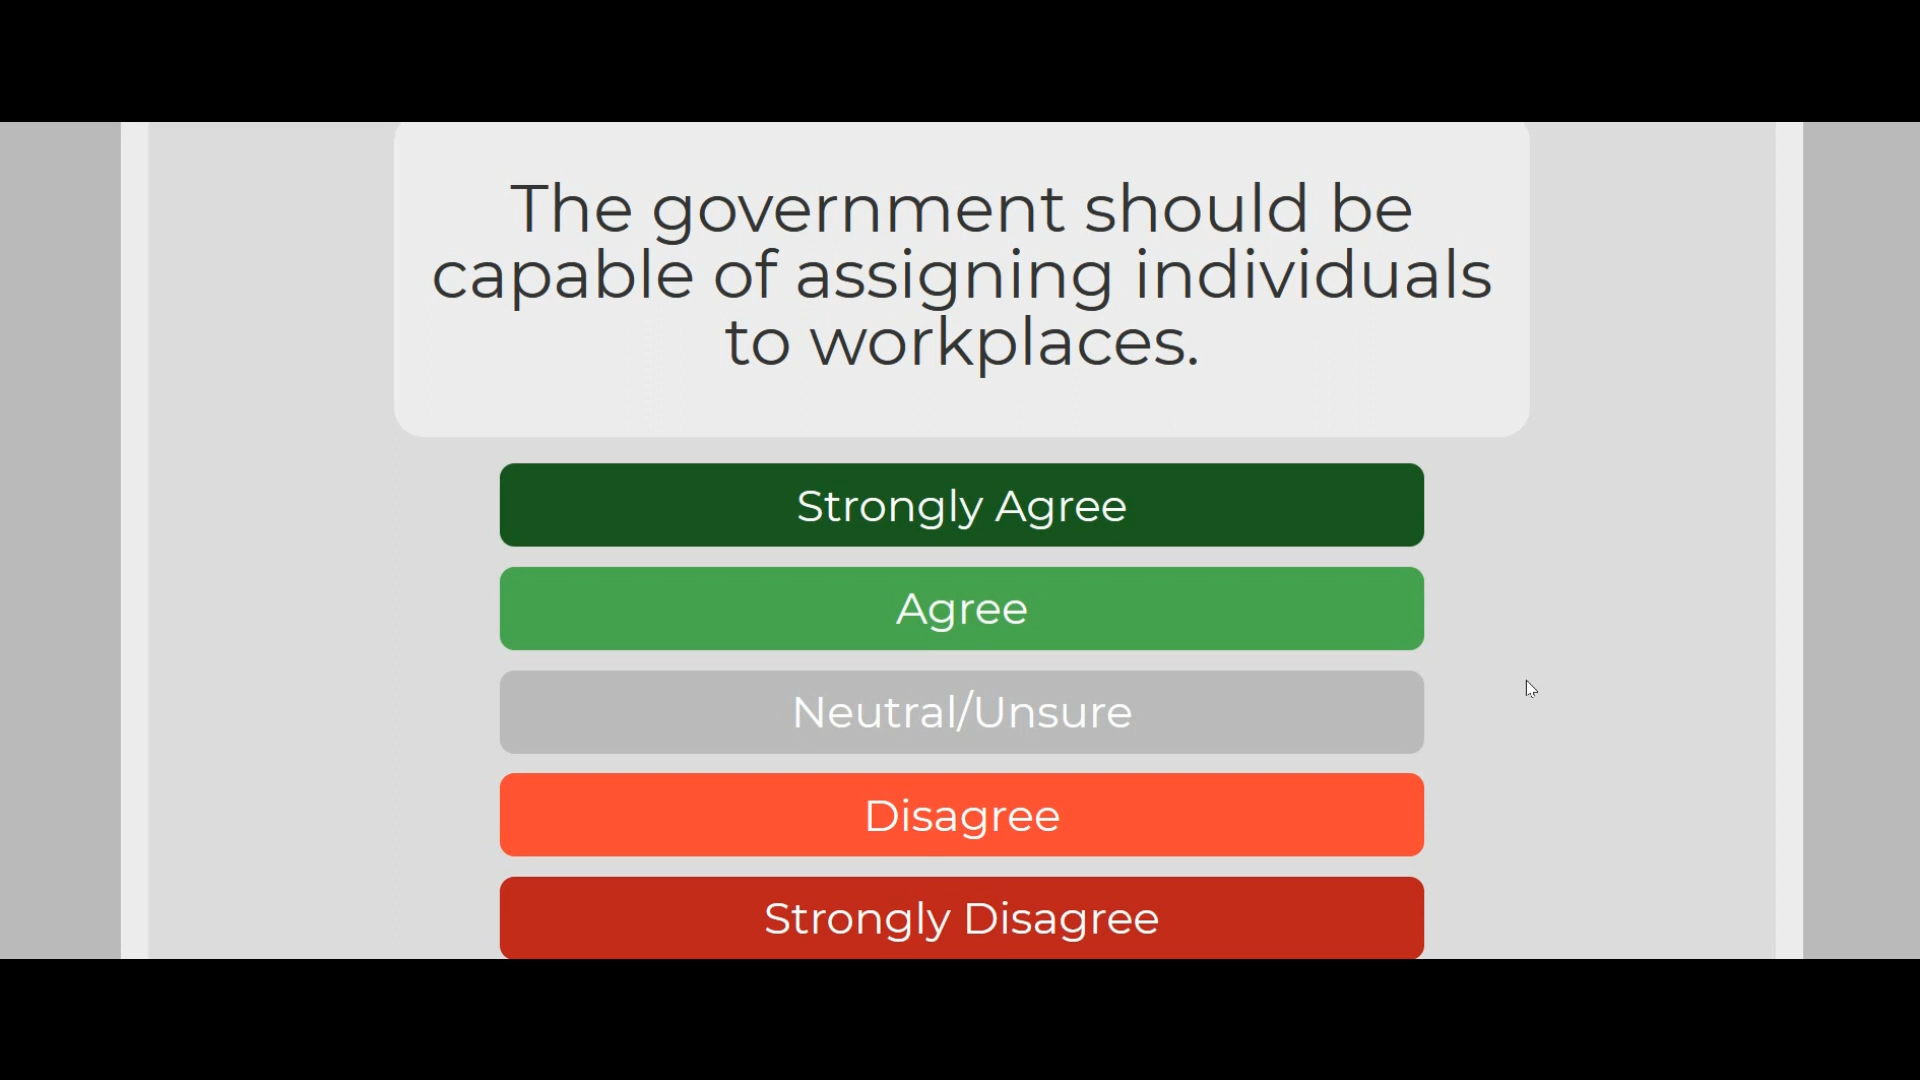 The government should be
capable of assigning individuals
to workplaces.
Strongly Agree
Agree
Neutral/Unsure
Disagree
Strongly Disagree